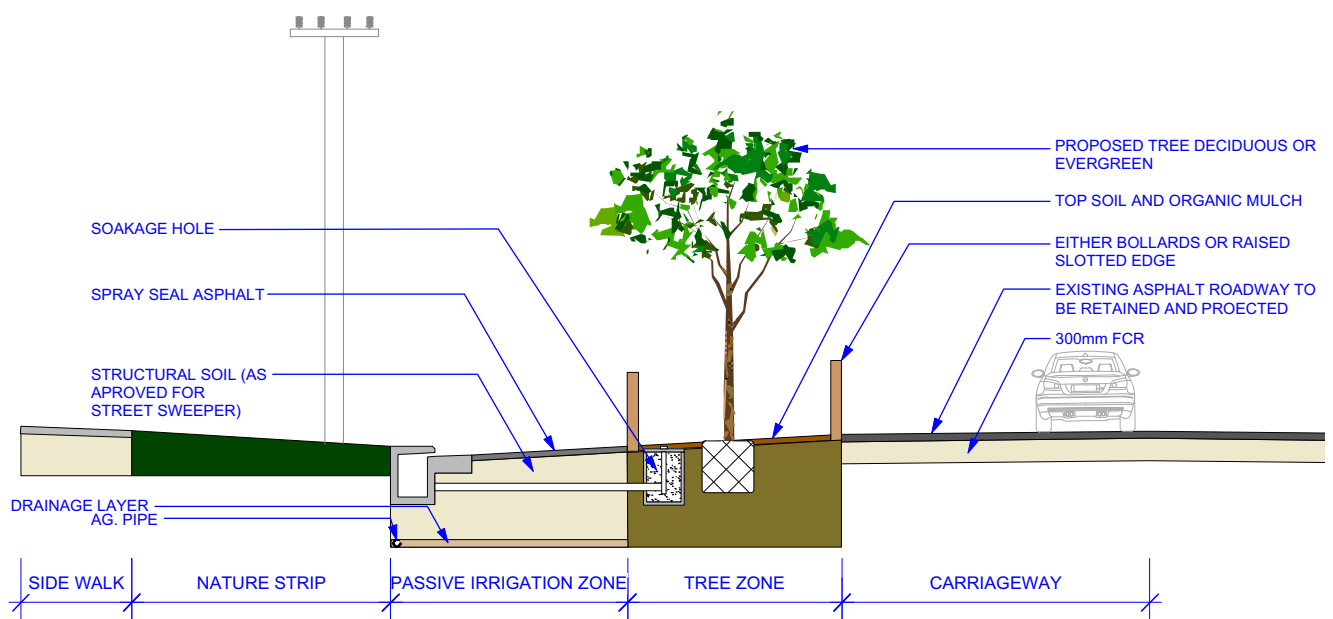 SOAKAGE HOLE
SPRAY SEAL ASPHALT
STRUCTURAL SOIL (AS
APROVED FOR
STREET SWEEPER)
DRAINAGE LAYER
AG. PIPE
PROPOSED TREE DECIDUOUS OR
EVERGREEN
TOP SOIL AND ORGANIC MULCH
EITHER BOLLARDS OR RAISED
SLOTTED EDGE
EXISTING ASPHALT ROADWAY TO
BE RETAINED AND PROECTED
300mm FCR
SIDE WALK
NATURE STRIP
PASSIVE IRRIGATION ZONE
TREE ZONE
CARRIAGEWAY